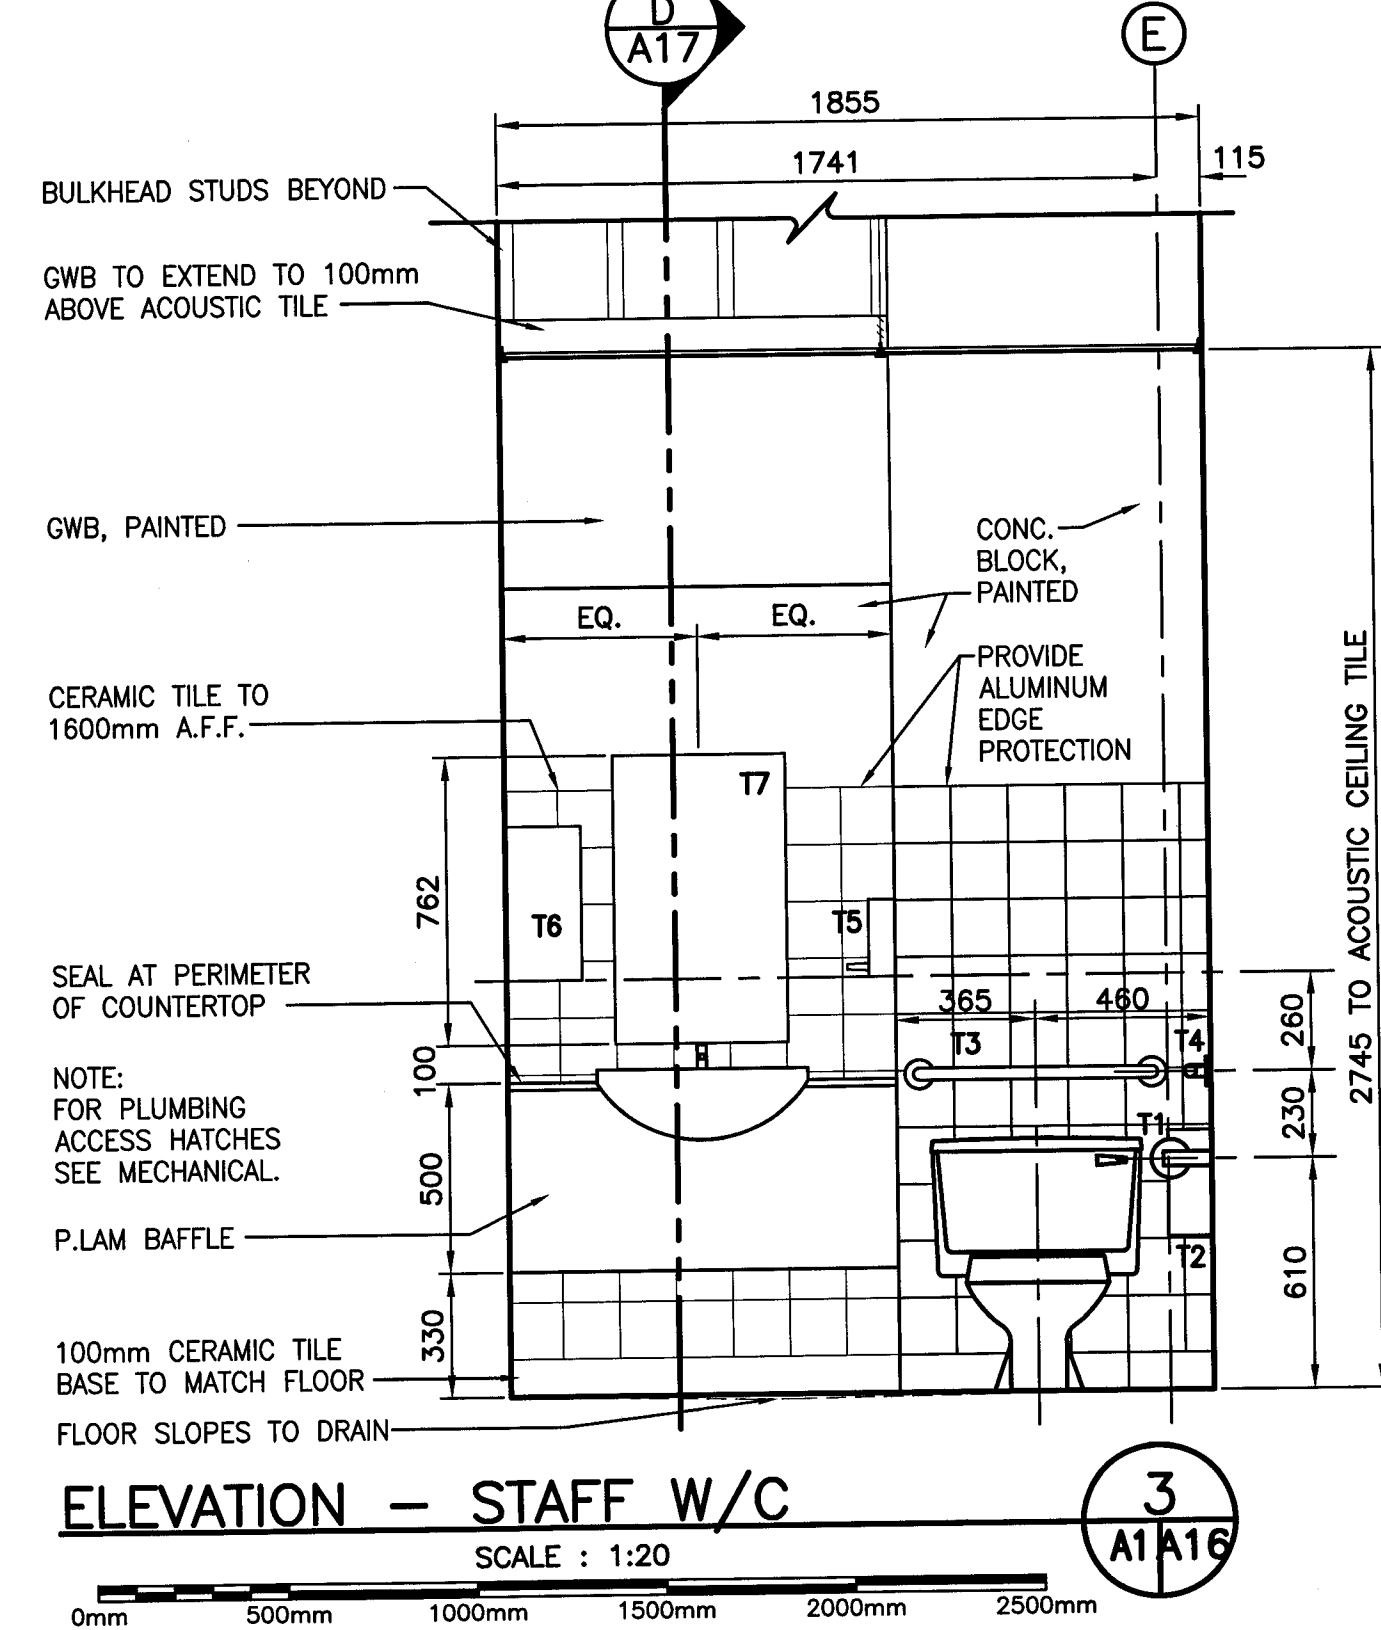 D
A17
E
1855
1741
115
BULKHEAD STUDS BEYOND
GWB TO EXTEND TO 100mm
ABOVE ACOUSTIC TILE
GWB, PAINTED
CONC.
BLOCK,
PAINTED
EQ.
EQ.
PROVIDE
ALUMINUM
EDGE
PROTECTION
CERAMIC TILE TO
1600mm A.F.F.
T7
762
T6
T5
2745 TO ACOUSTIC CEILING TILE
SEAL AT PERIMETER
OF COUNTERTOP
365
460
260
T3
T4
100
NOTE:
FOR PLUMBING
ACCESS HATCHES
SEE MECHANICAL.
230
T1
500
P.LAM BAFFLE
T2
610
330
100mm CERAMIC TILE
BASE TO MATCH FLOOR
FLOOR SLOPES TO DRAIN
ELEVATION - STAFF W/C
3
A1 A16
SCALE : 1:20
0mm 500mm 1000mm 1500mm 2000mm 2500mm